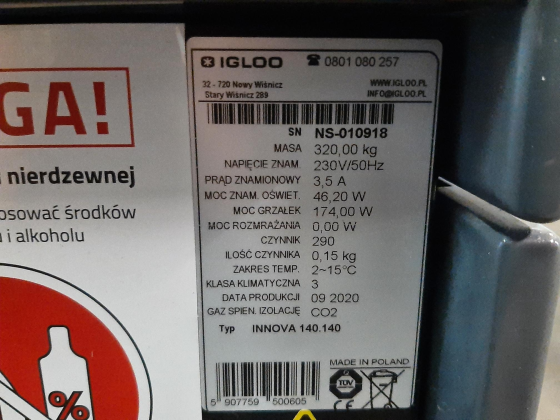 GA!
nierdzewnej
osować środków
u i alkoholu
%
IGLOO ☎ 0801 080 257
32 - 720 Nowy Wiśnicz WWW.IGLOO.PL
Stary Wiśnicz 289 INFO@IGLOO.PL
SN NS-010918
MASA 320,00 kg
NAPIĘCIE ZNAM. 230V/50Hz
PRĄD ZNAMIONOWY 3,5 A
MOC ZNAM. OŚWIET. 46,20 W
MOC GRZAŁEK 174,00 W
MOC ROZMRAŻANIA 0,00 W
CZYNNIK 290
ILOŚĆ CZYNNIKA 0,15 kg
ZAKRES TEMP. 2~15°C
KLASA KLIMATYCZNA 3
DATA PRODUKCJI 09 2020
GAZ SPIEN. IZOLACJĘ CO2
Typ INNOVA 140.140
MADE IN POLAND
TÜV
CE
5 907759 500605